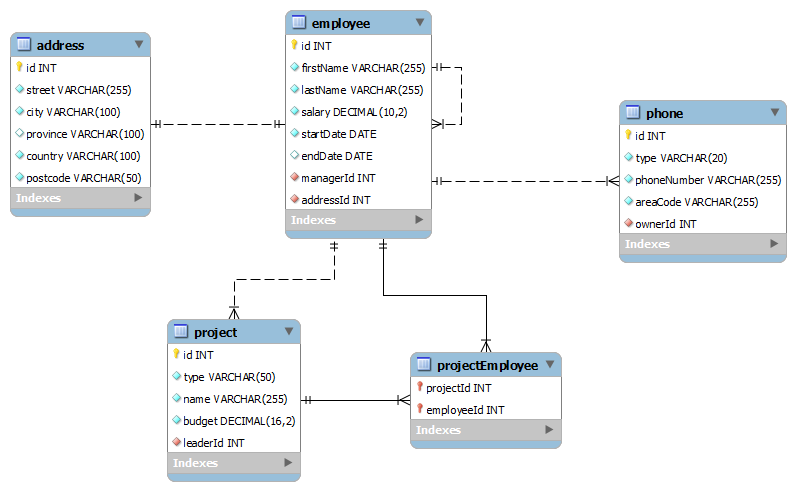 address
id INT
street VARCHAR(255)
city VARCHAR(100)
province VARCHAR(100)
country VARCHAR(100)
postcode VARCHAR(50)
Indexes
employee
id INT
firstName VARCHAR(255)
lastName VARCHAR(255)
salary DECIMAL(10,2)
startDate DATE
endDate DATE
managerId INT
addressId INT
Indexes
phone
id INT
type VARCHAR(20)
phoneNumber VARCHAR(255)
areaCode VARCHAR(255)
ownerId INT
Indexes
project
id INT
type VARCHAR(50)
name VARCHAR(255)
budget DECIMAL(16,2)
leaderId INT
Indexes
projectEmployee
projectId INT
employeeId INT
Indexes